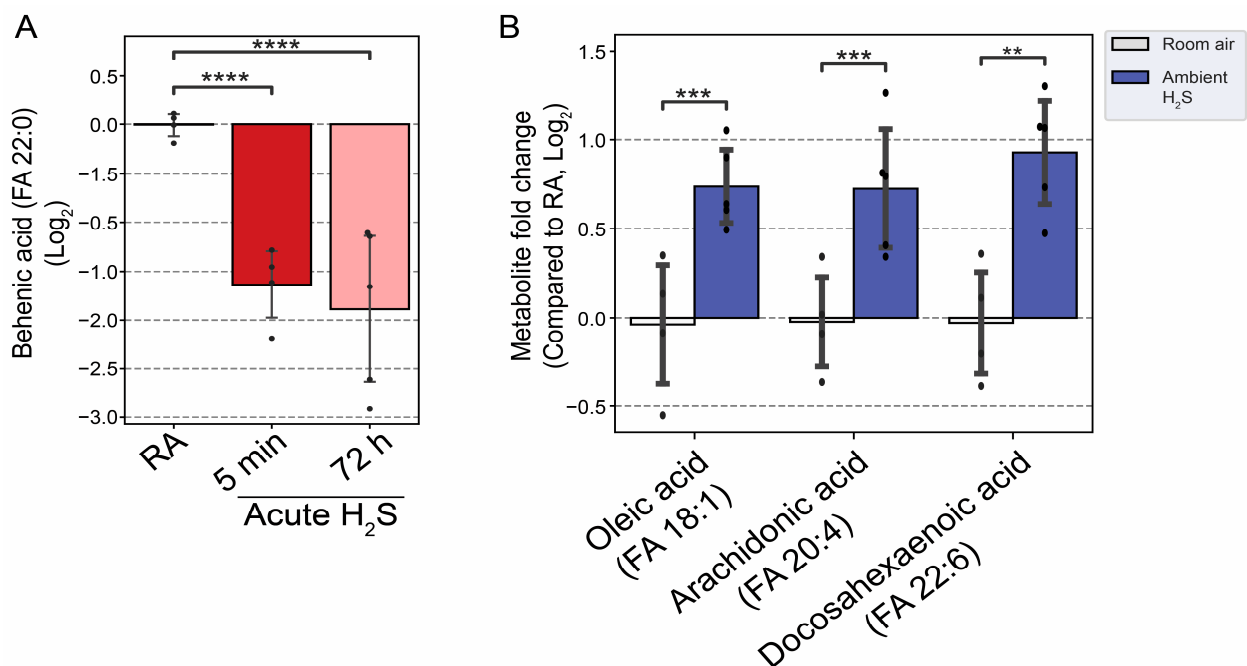 A
Behenic acid (FA 22:0)
(Log2)
0.5
0.0
−1.5
−0.5
−1.0
−2.0
−2.5
−3.0
****
****
RA
5 min
72 h
Acute H2S
B
Metabolite fold change
(Compared to RA, Log2)
1.5
1.0
0.5
0.0
−0.5
***
***
**
Oleic acid
(FA 18:1)
Arachidonic acid
(FA 20:4)
Docosahexaenoic acid
(FA 22:6)
Room air
Ambient
H2S